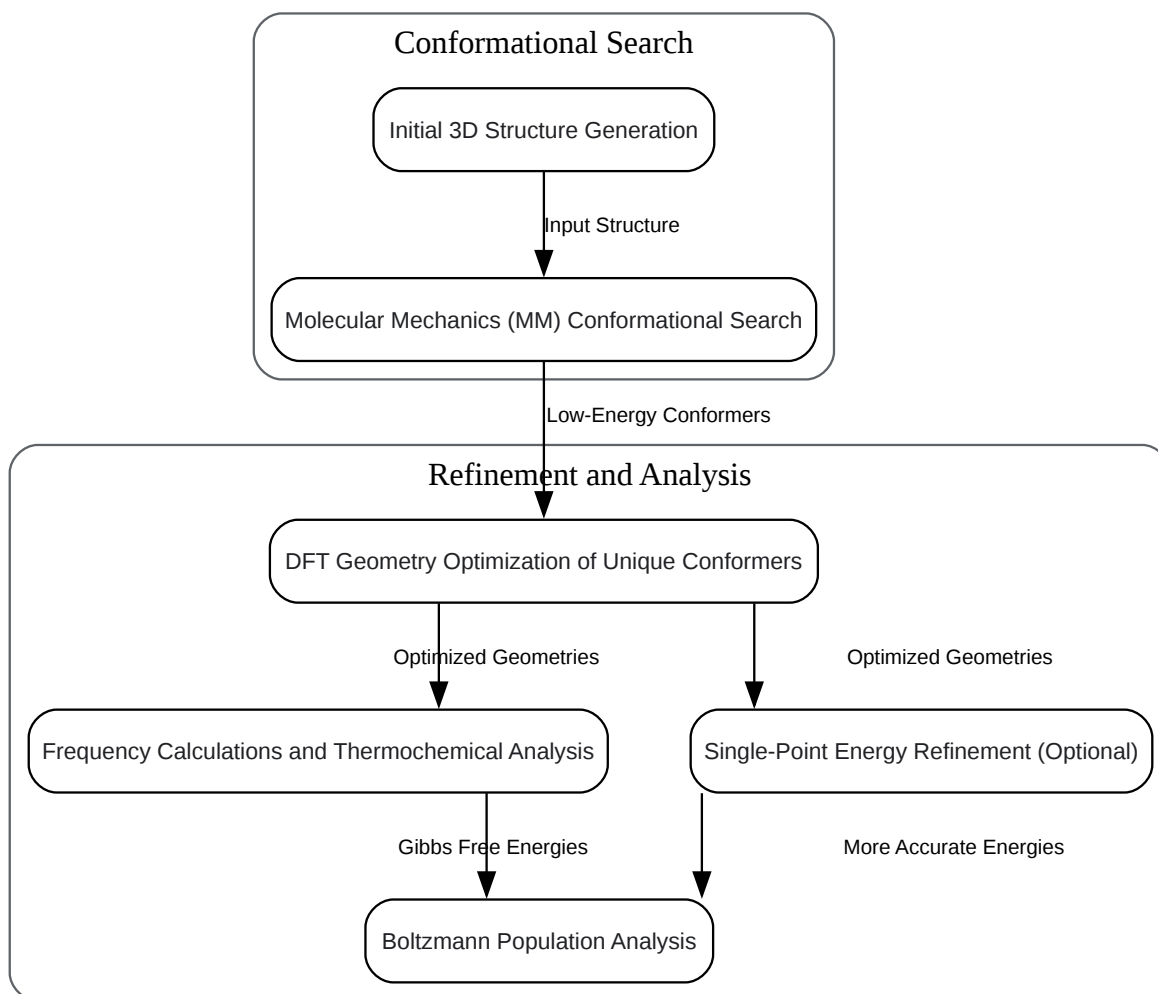 Conformational Search
Initial 3D Structure Generation
Input Structure
Molecular Mechanics (MM) Conformational Search
Low-Energy Conformers
Refinement and Analysis
DFT Geometry Optimization of Unique Conformers
Optimized Geometries
Optimized Geometries
Frequency Calculations and Thermochemical Analysis
Single-Point Energy Refinement (Optional)
Gibbs Free Energies
More Accurate Energies
Boltzmann Population Analysis